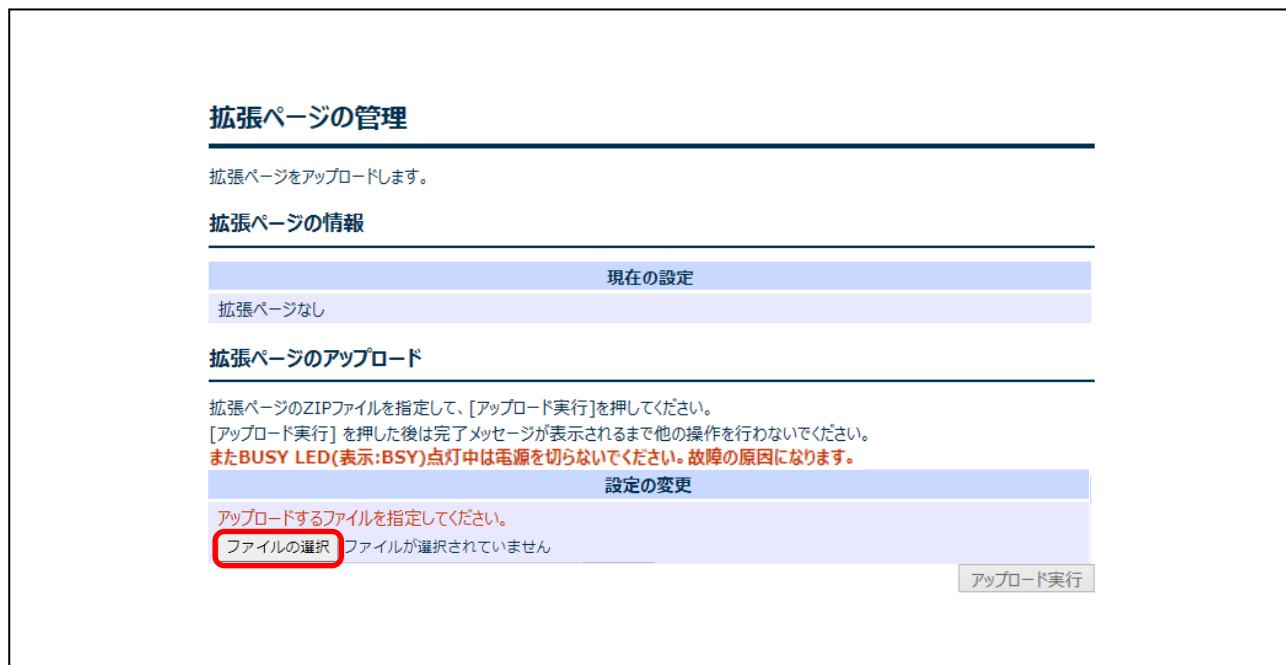 拡張ページの管理
拡張ページをアップロードします。
拡張ページの情報
現在の設定
拡張ページなし
拡張ページのアップロード
拡張ページのZIPファイルを指定して、[アップロード実行]を押してください。
[アップロード実行] を押した後は完了メッセージが表示されるまで他の操作を行わないでください。
またBUSY LED(表示:BSY)点灯中は電源を切らないでください。故障の原因になります。
設定の変更
アップロードするファイルを指定してください。
ファイルの選択 ファイルが選択されていません
アップロード実行